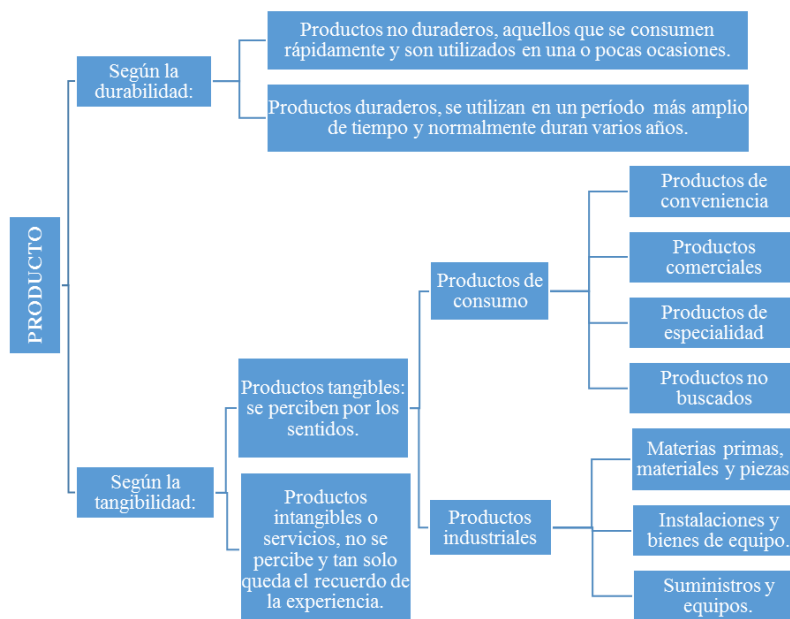 PRODUCTO
Según la
durabilidad:
Productos no duraderos, aquellos que se consumen
rápidamente y son utilizados en una o pocas ocasiones.
Productos duraderos, se utilizan en un período más amplio
de tiempo y normalmente duran varios años.
Según la
tangibilidad:
Productos tangibles:
se perciben por los
sentidos.
Productos de
consumo
Productos de
conveniencia
Productos
comerciales
Productos de
especialidad
Productos no
buscados
Productos
industriales
Materias primas,
materiales y piezas
Instalaciones y
bienes de equipo.
Suministros y
equipos.
Productos
intangibles o
servicios, no se
percibe y tan solo
queda el recuerdo de
la experiencia.